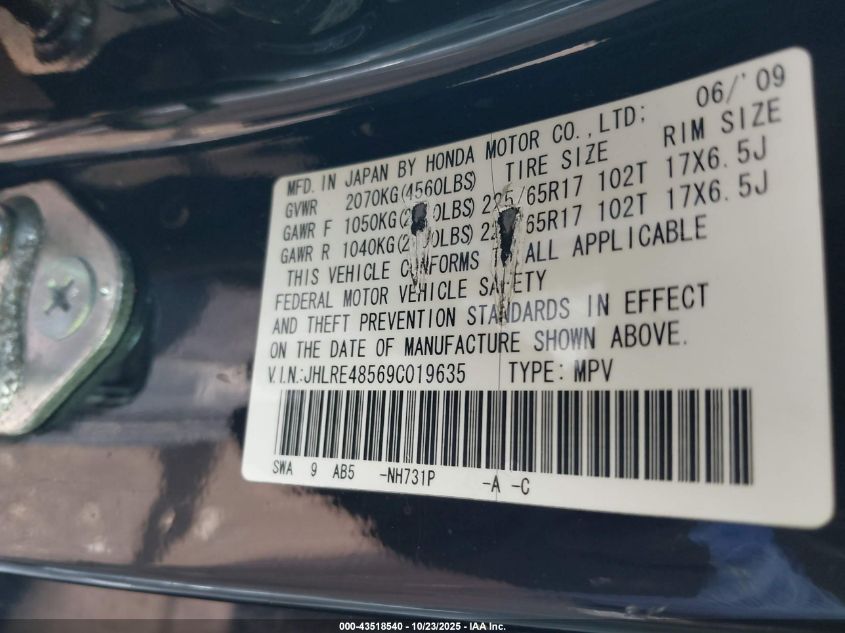 MFD. IN JAPAN BY HONDA MOTOR CO.,LTD: 06/'09
GVWR 2070KG(4560LBS) TIRE SIZE RIM SIZE
GAWR F 1050KG( LBS) /65R17 102T 17X6.5J
GAWR R 1040KG( LBS) 65R17 102T 17X6.5J
THIS VEHICLE ALL APPLICABLE
FEDERAL MOTOR VEHICLE
AND THEFT PREVENTION STANDARDS IN EFFECT
ON THE DATE OF MANUFACTURE SHOWN ABOVE.
V.I.N.:JHLRE48569C019635 TYPE: MPV
SWA 9 AB5 -NH731P -A -C
000-43518540 - 10/23/2025 - IAA Inc.